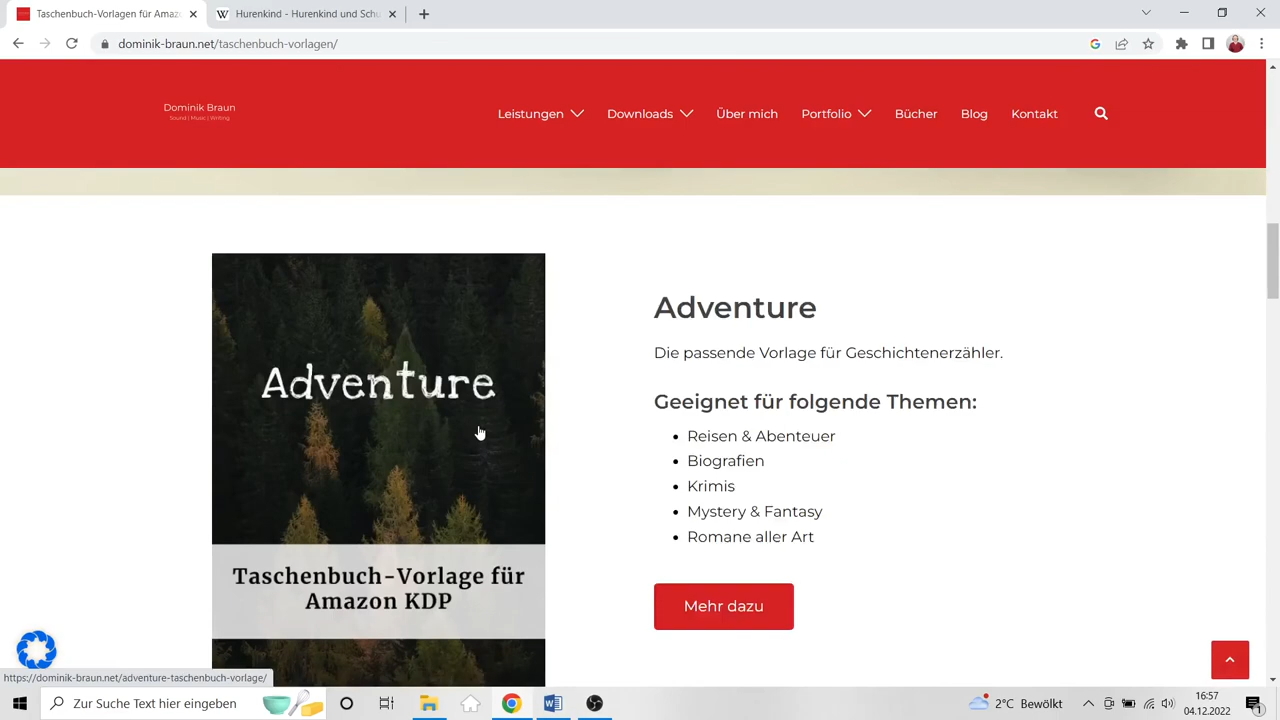 Taschenbuch-Vorlagen für Amazo
Hurenkind - Hurenkind und Schu
dominik-braun.net/taschenbuch-vorlagen/
Dominik Braun
Sound | Music | Writing
Leistungen
Downloads
Über mich
Portfolio
Bücher
Blog
Kontakt
Adventure
Taschenbuch-Vorlage für
Amazon KDP
Adventure
Die passende Vorlage für Geschichtenerzähler.
Geeignet für folgende Themen:
Reisen & Abenteuer
Biografien
Krimis
Mystery & Fantasy
Romane aller Art
Mehr dazu
https://dominik-braun.net/adventure-taschenbuch-vorlage/
Zur Suche Text hier eingeben
2°C Bewölkt
16:57
04.12.2022
1